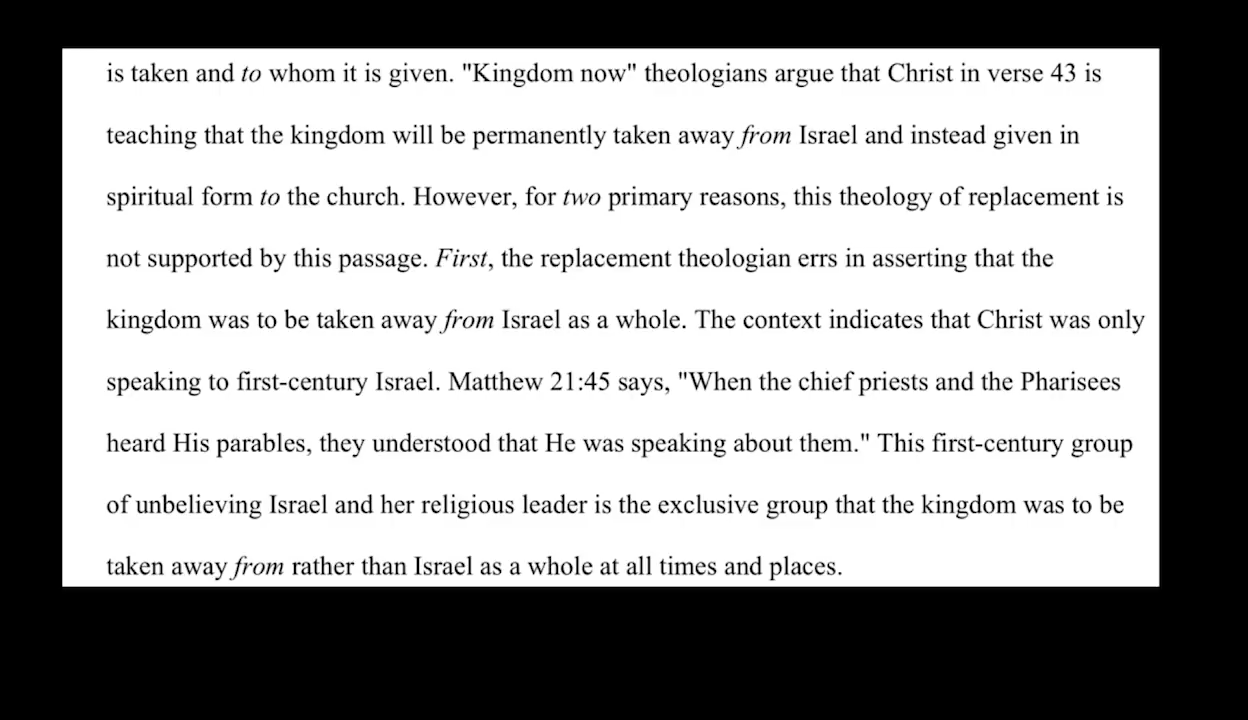 is taken and to whom it is given. "Kingdom now" theologians argue that Christ in verse 43 is
teaching that the kingdom will be permanently taken away from Israel and instead given in
spiritual form to the church. However, for two primary reasons, this theology of replacement is
not supported by this passage. First, the replacement theologian errs in asserting that the
kingdom was to be taken away from Israel as a whole. The context indicates that Christ was only
speaking to first-century Israel. Matthew 21:45 says, "When the chief priests and the Pharisees
heard His parables, they understood that He was speaking about them." This first-century group
of unbelieving Israel and her religious leader is the exclusive group that the kingdom was to be
taken away from rather than Israel as a whole at all times and places.